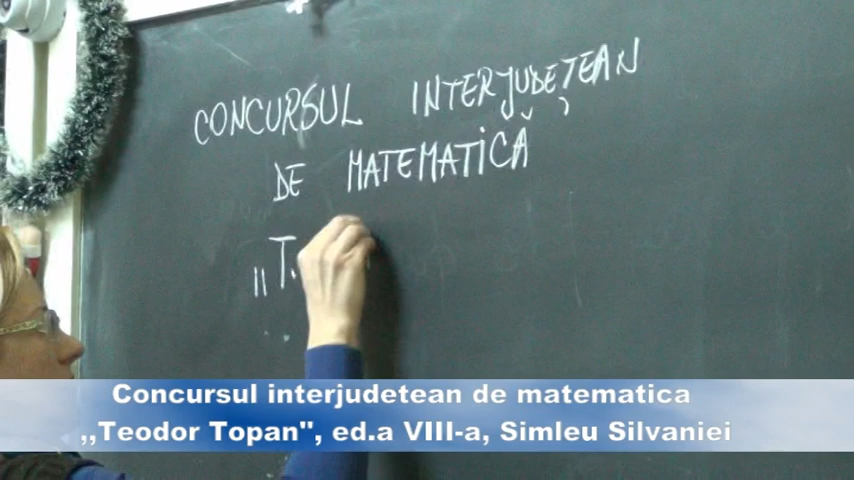 CONCURSUL INTERJUDEȚEAN
DE MATEMATICĂ
„T.
Concursul interjudetean de matematica
,,Teodor Topan", ed.a VIII-a, Simleu Silvaniei